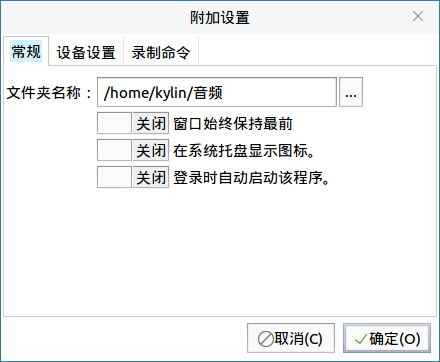 附加设置
常规 设备设置 录制命令
文件夹名称： /home/kylin/音频 ...
关闭 窗口始终保持最前
关闭 在系统托盘显示图标。
关闭 登录时自动启动该程序。
取消(C) 确定(O)